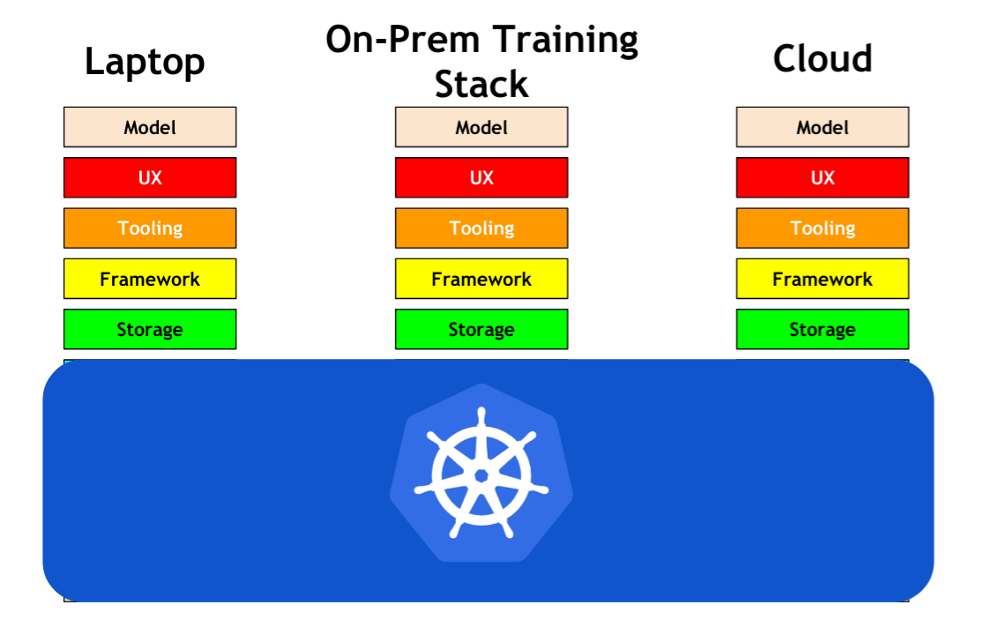 Laptop
On-Prem Training
Stack
Cloud
Model
Model
Model
UX
UX
UX
Tooling
Tooling
Tooling
Framework
Framework
Framework
Storage
Storage
Storage